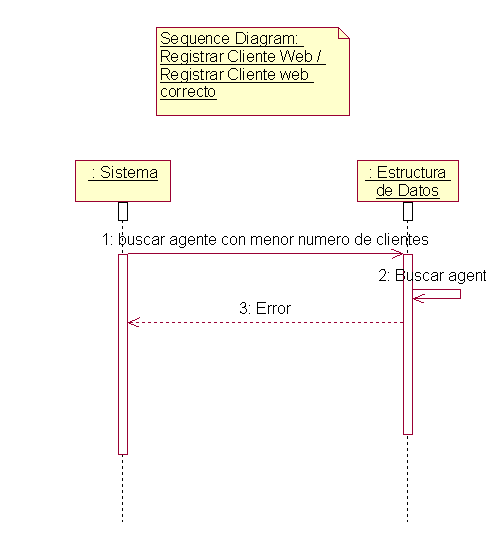 Sequence Diagram:
Registrar Cliente Web /
Registrar Cliente web
correcto
: Sistema
: Estructura
de Datos
1: buscar agente con menor numero de clientes
2: Buscar agent
3: Error